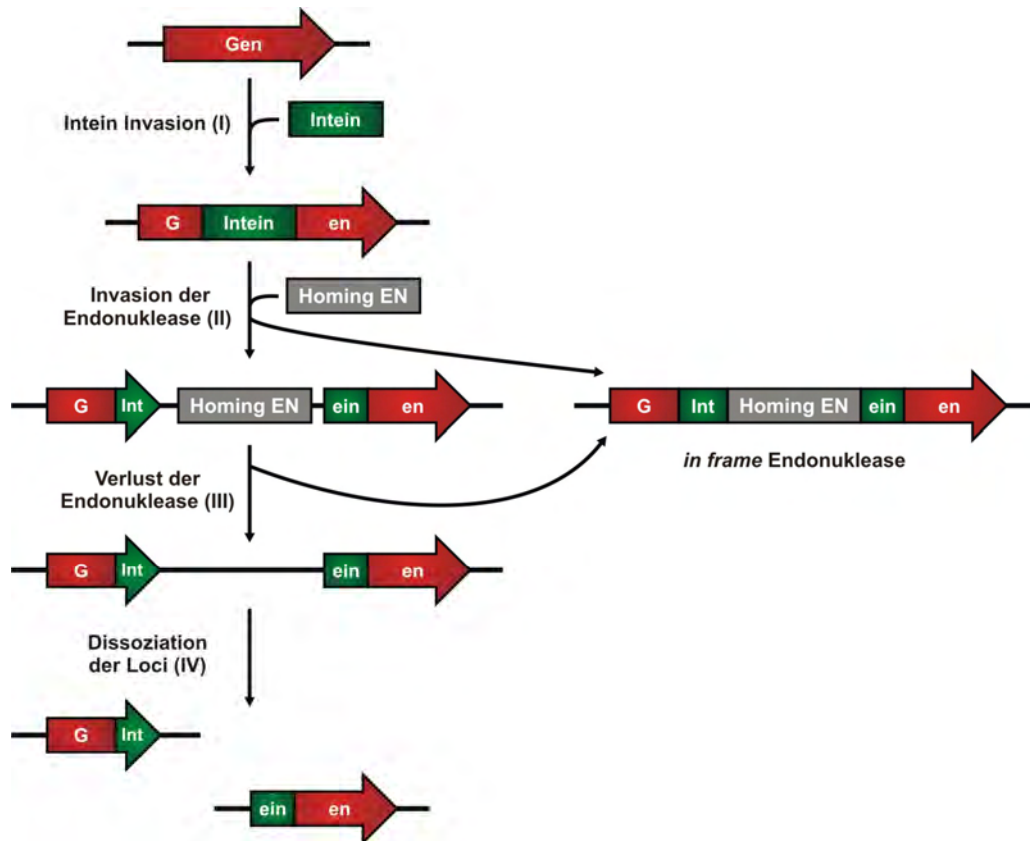 Gen
Intein Invasion (I)
Intein
G Intein en
Invasion der
Endonuklease (II)
Homing EN
G Int Homing EN ein en
G Int Homing EN ein en
in frame Endonuklease
Verlust der
Endonuklease (III)
G Int ein en
Dissoziation
der Loci (IV)
G Int
ein en